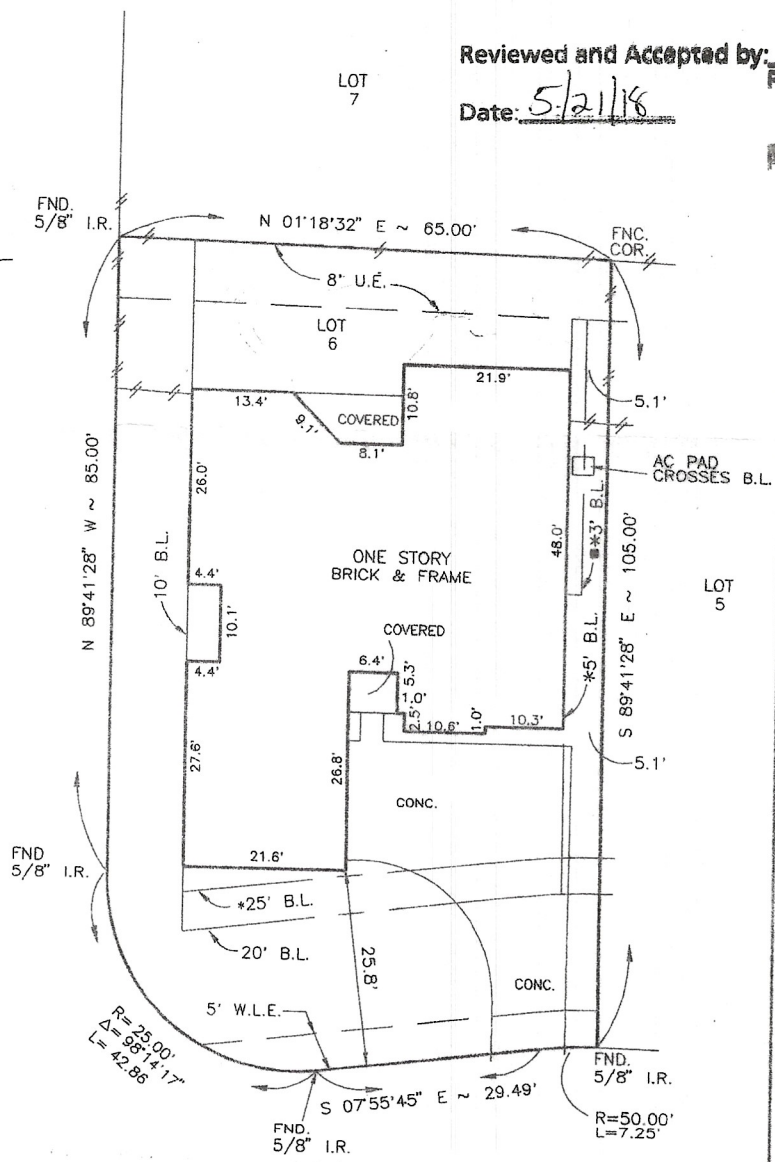 Reviewed and Accepted by:
Date: 5/21/18
LOT
7
FND.
5/8" I.R.
N 01°18'32" E ~ 65.00'
FNC.
COR.
8' U.E.
LOT
6
21.9'
13.4'
10.8'
5.1'
9.1'
COVERED
8.1'
AC PAD
CROSSES B.L.
26.0'
N 89°41'28" W ~ 85.00'
10' B.L.
48.0'
3' B.L.
S 89°41'28" E ~ 105.00'
LOT
5
ONE STORY
BRICK & FRAME
4.4'
10.1'
4.4'
COVERED
6.4'
5.3'
1.0'
2.5'
10.6'
1.0'
10.3'
*5' B.L.
5.1'
27.6'
26.8'
CONC.
21.6'
FND
5/8" I.R.
*25' B.L.
20' B.L.
25.8'
CONC.
5' W.L.E.
R= 25.00'
Δ= 98°14'17"
L= 42.86
S 07°55'45" E ~ 29.49'
FND.
5/8" I.R.
FND.
5/8" I.R.
R=50.00'
L=7.25'